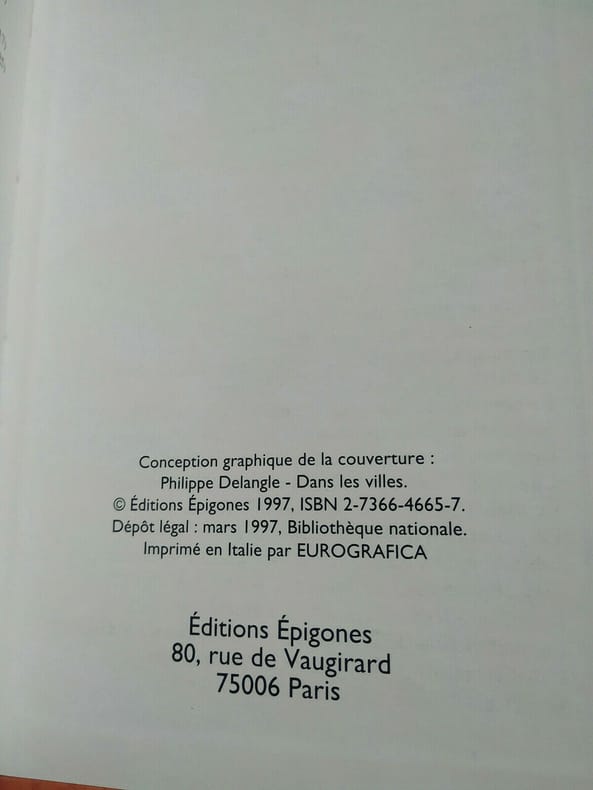 Conception graphique de la couverture :
Philippe Delangle - Dans les villes.
© Éditions Épigones 1997, ISBN 2-7366-4665-7.
Dépôt légal : mars 1997, Bibliothèque nationale.
Imprimé en Italie par EUROGRAFICA
Éditions Épigones
80, rue de Vaugirard
75006 Paris